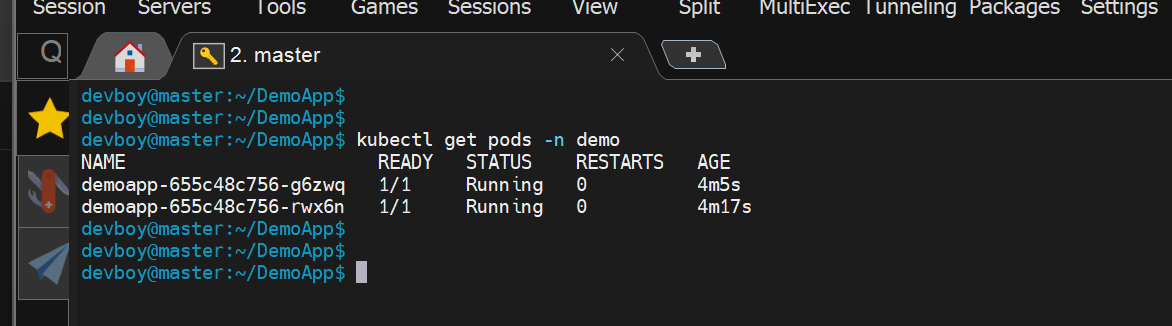 Session Servers Tools Games Sessions View Split MultiExec Tunneling Packages Settings
Q
2. master
devboy@master:~/DemoApp$
devboy@master:~/DemoApp$
devboy@master:~/DemoApp$ kubectl get pods -n demo
NAME READY STATUS RESTARTS AGE
demoapp-655c48c756-g6zwq 1/1 Running 0 4m5s
demoapp-655c48c756-rwx6n 1/1 Running 0 4m17s
devboy@master:~/DemoApp$
devboy@master:~/DemoApp$
devboy@master:~/DemoApp$